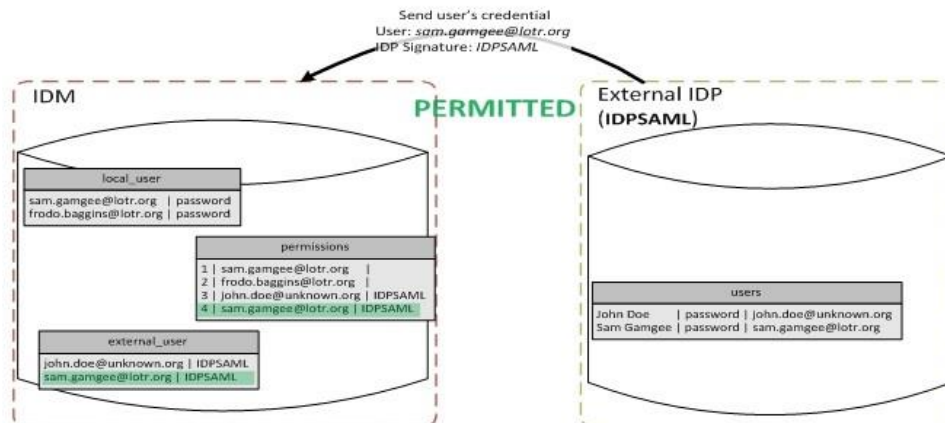 Send user's credential
User: sam.gamgee@lotr.org
IDP Signature: IDPSAML
IDM
PERMITTED
External IDP
(IDPSAML)
local_user
sam.gamgee@lotr.org | password
frodo.baggins@lotr.org | password
permissions
1 | sam.gamgee@lotr.org |
2 | frodo.baggins@lotr.org |
3 | john.doe@unknown.org | IDPSAML
4 | sam.gamgee@lotr.org | IDPSAML
external_user
john.doe@unknown.org | IDPSAML
sam.gamgee@lotr.org | IDPSAML
users
John Doe | password | john.doe@unknown.org
Sam Gamgee | password | sam.gamgee@lotr.org